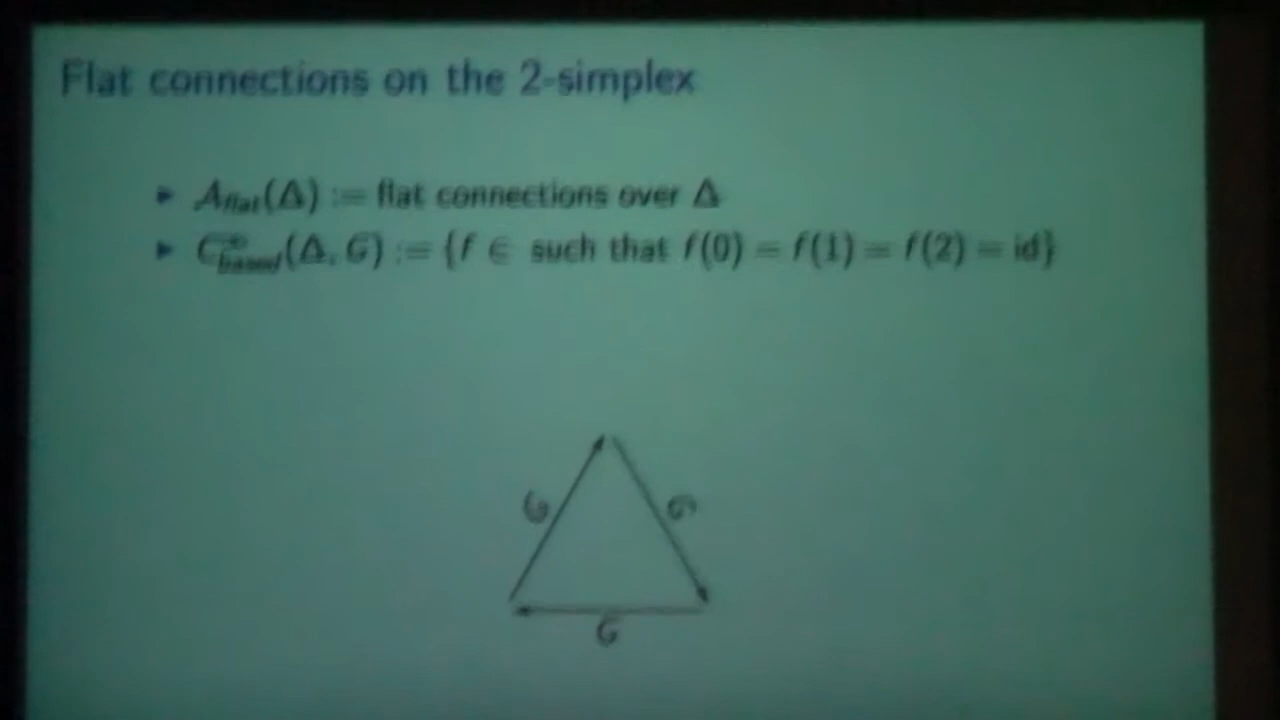 Flat connections on the 2-simplex
► A_flat(Δ) := flat connections over Δ
► C^∞_based(Δ, G) := {f ∈ such that f(0) = f(1) = f(2) = id}
G G
G